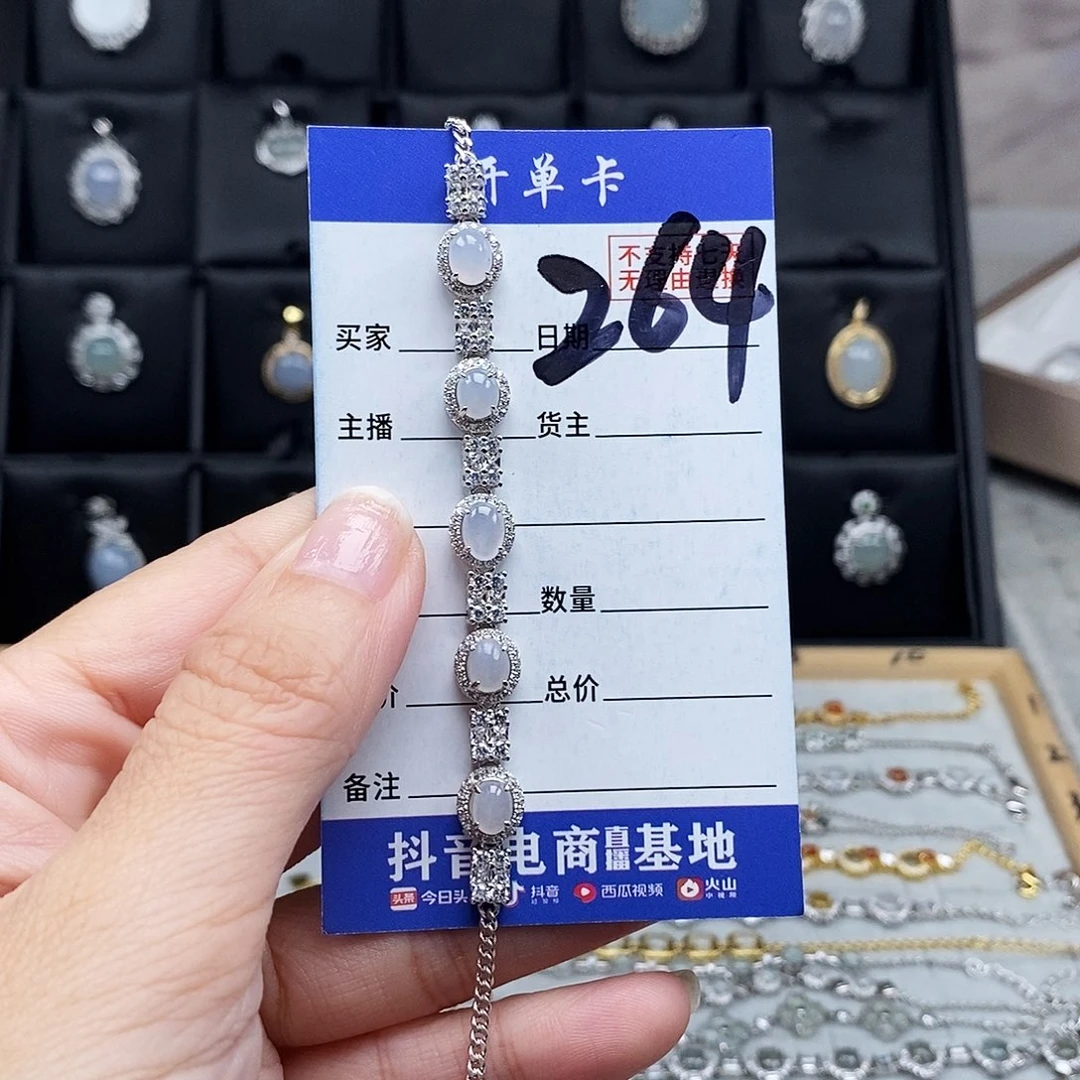 开单卡
264
不支持七天
无理由退换
买家 日期
主播 货主
数量
价 总价
备注
抖音电商直播基地
今日头条 抖音 西瓜视频 火山